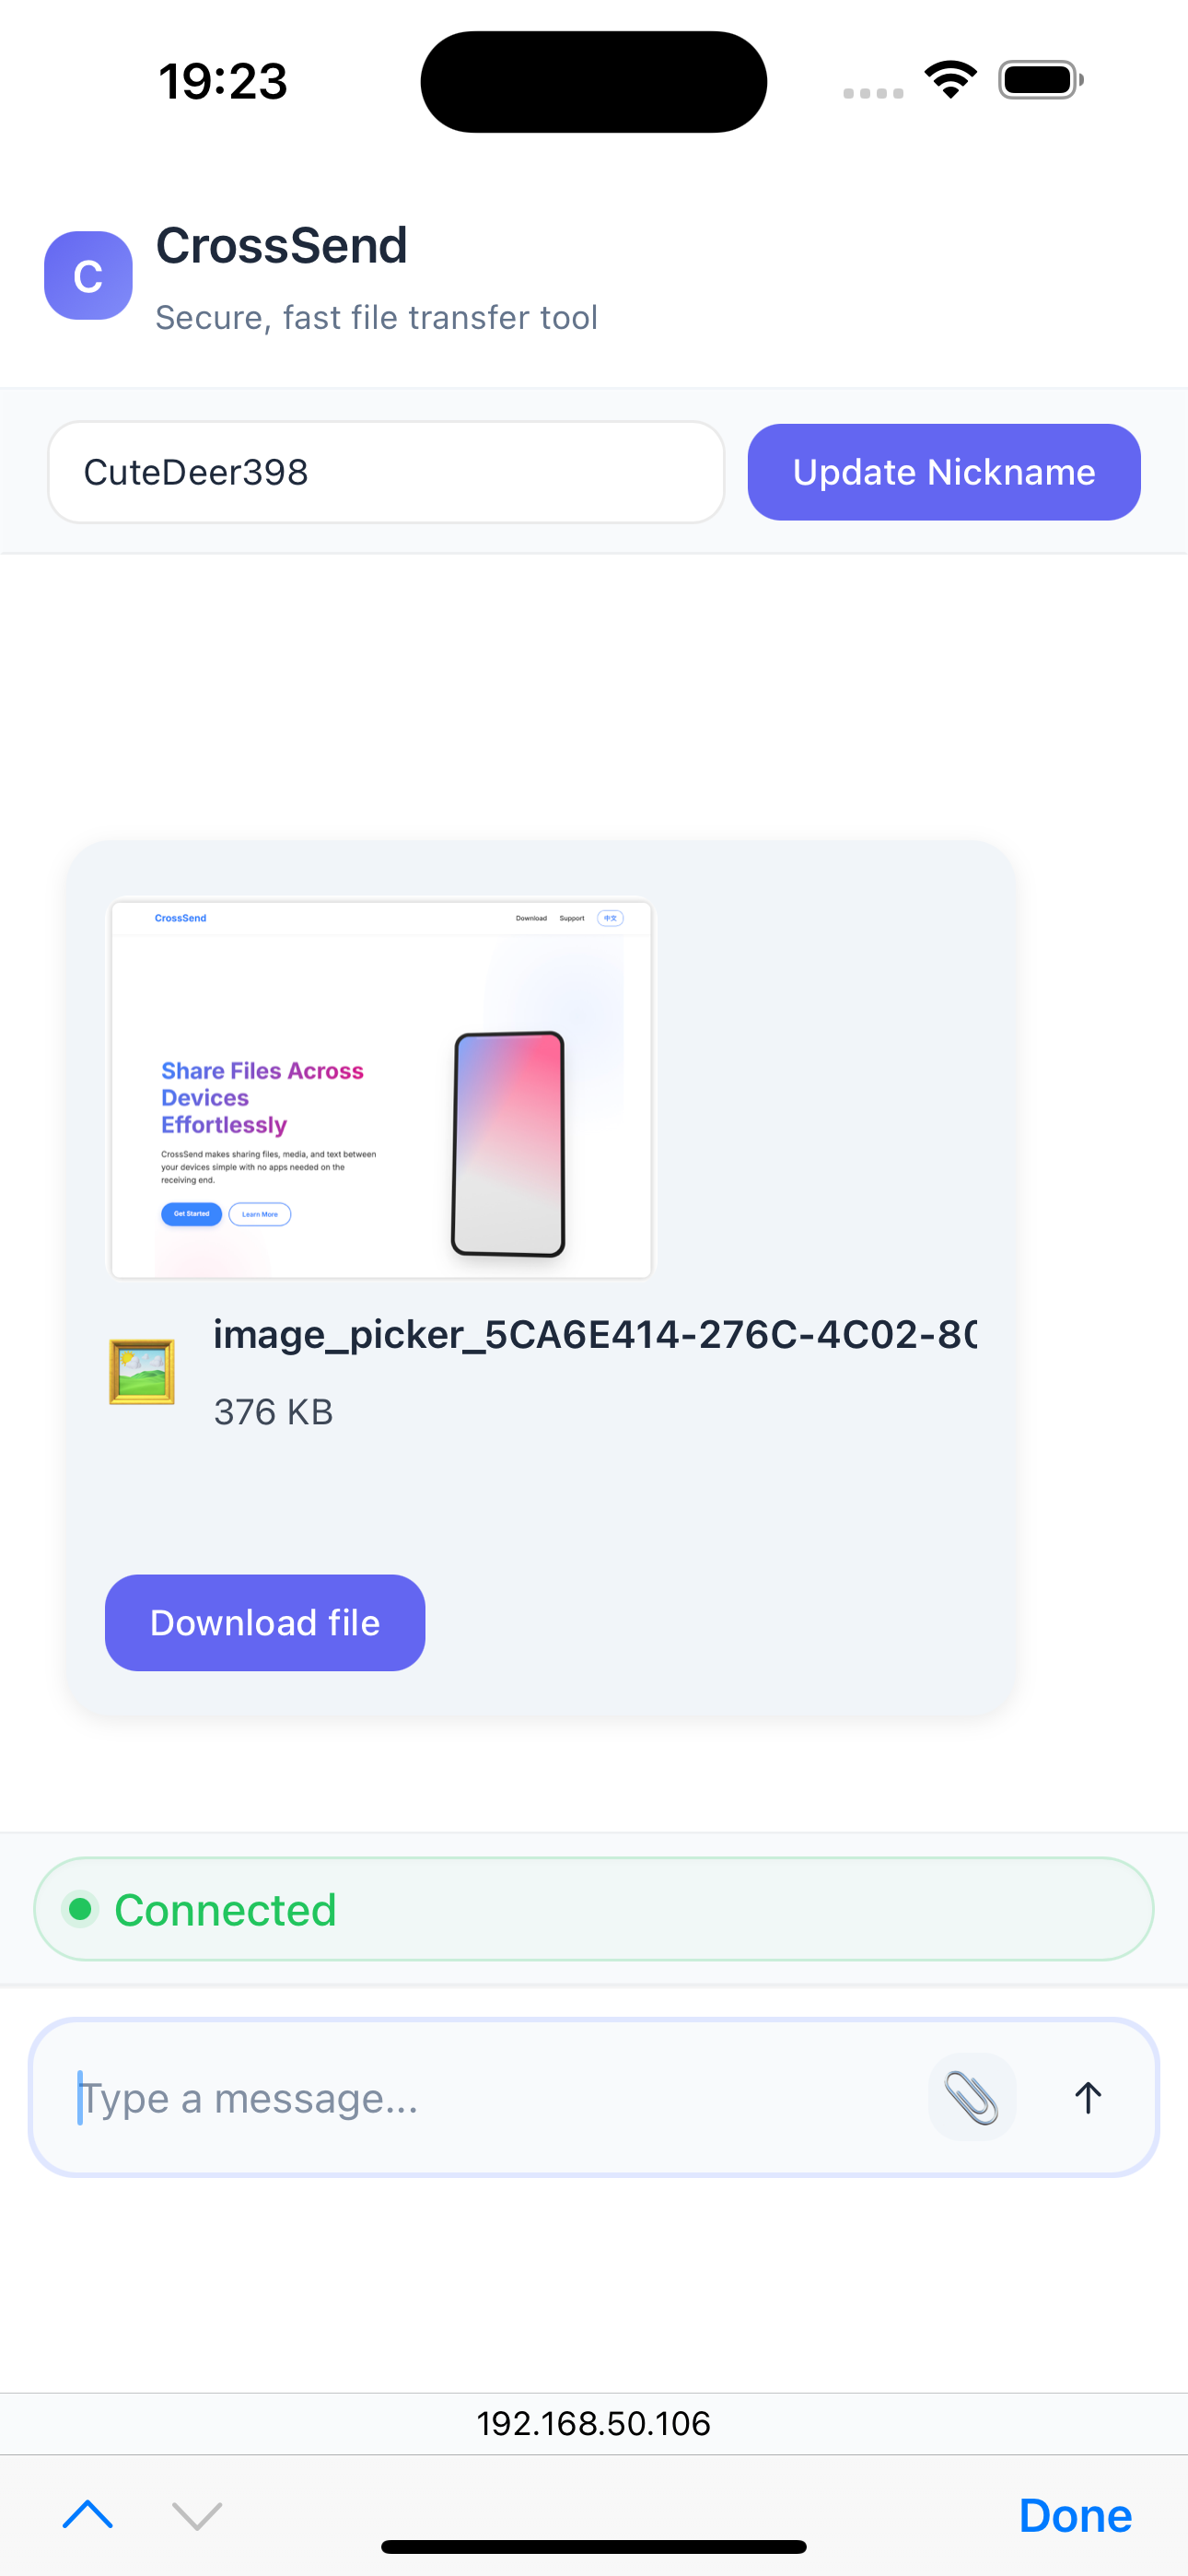 19:23
C
CrossSend
Secure, fast file transfer tool
CuteDeer398
Update Nickname
CrossSend
Download
Support
中文
Share Files Across
Devices
Effortlessly
CrossSend makes sharing files, media, and text between
your devices simple with no apps needed on the
receiving end.
Get Started
Learn More
image_picker_5CA6E414-276C-4C02-8
376 KB
Download file
Connected
Type a message...
192.168.50.106
Done